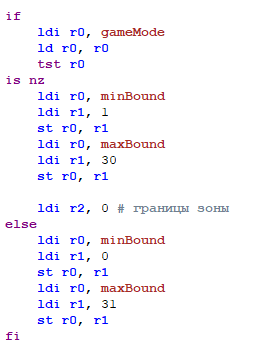 if
ldi r0, gameMode
ld r0, r0
tst r0
is nz
ldi r0, minBound
ldi r1, 1
st r0, r1
ldi r0, maxBound
ldi r1, 30
st r0, r1
ldi r2, 0 # границы зоны
else
ldi r0, minBound
ldi r1, 0
st r0, r1
ldi r0, maxBound
ldi r1, 31
st r0, r1
fi